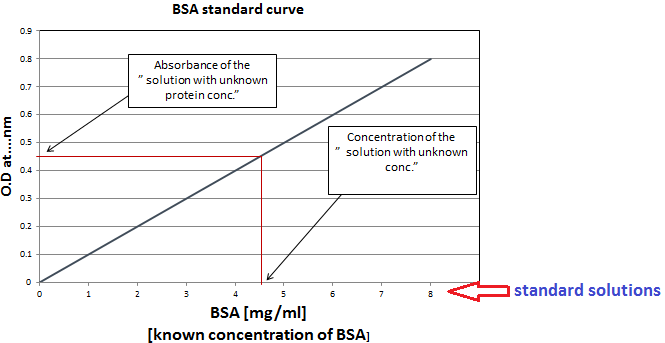 BSA standard curve
0.9
0.8
0.7
0.6
0.5
0.4
0.3
0.2
0.1
0
O.D at....nm
Absorbance of the
” solution with unknown
protein conc.”
Concentration of the
” solution with unknown
conc.”
0 1 2 3 4 5 6 7 8
standard solutions
BSA [mg/ml]
[known concentration of BSA]